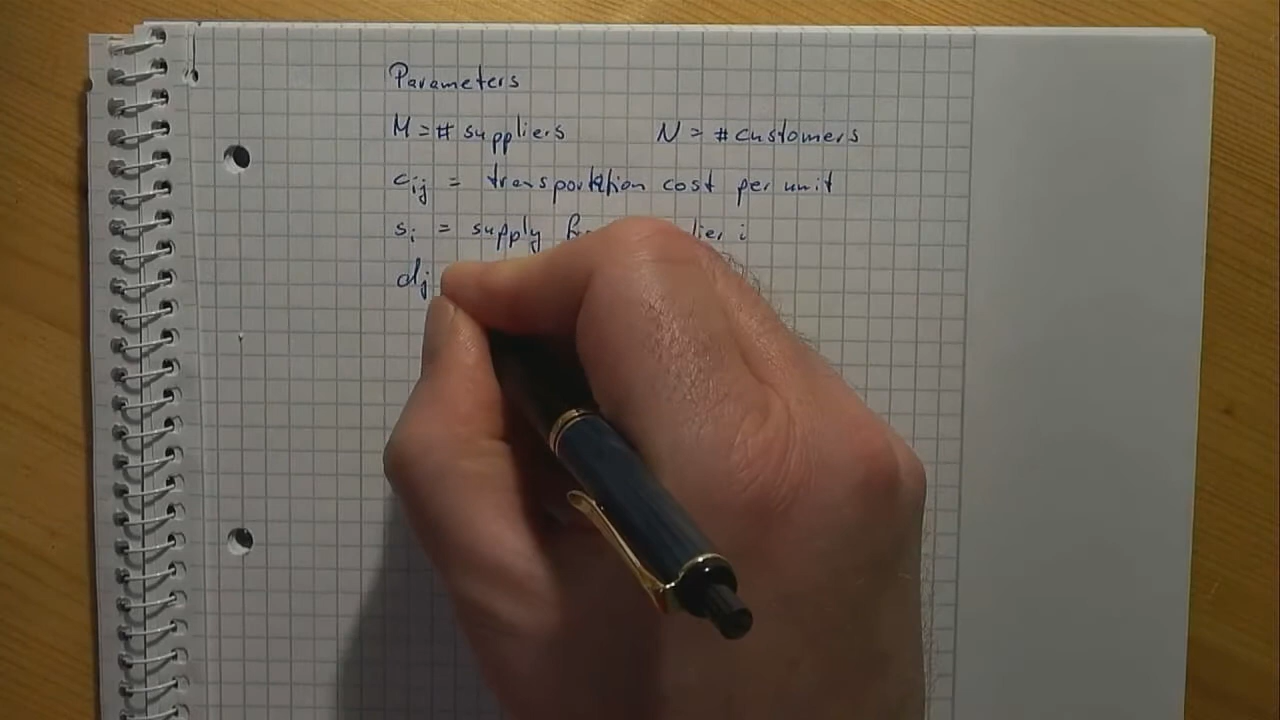 Parameters
M = # suppliers N = # customers
cij = transportation cost per unit
si = supply i
dj